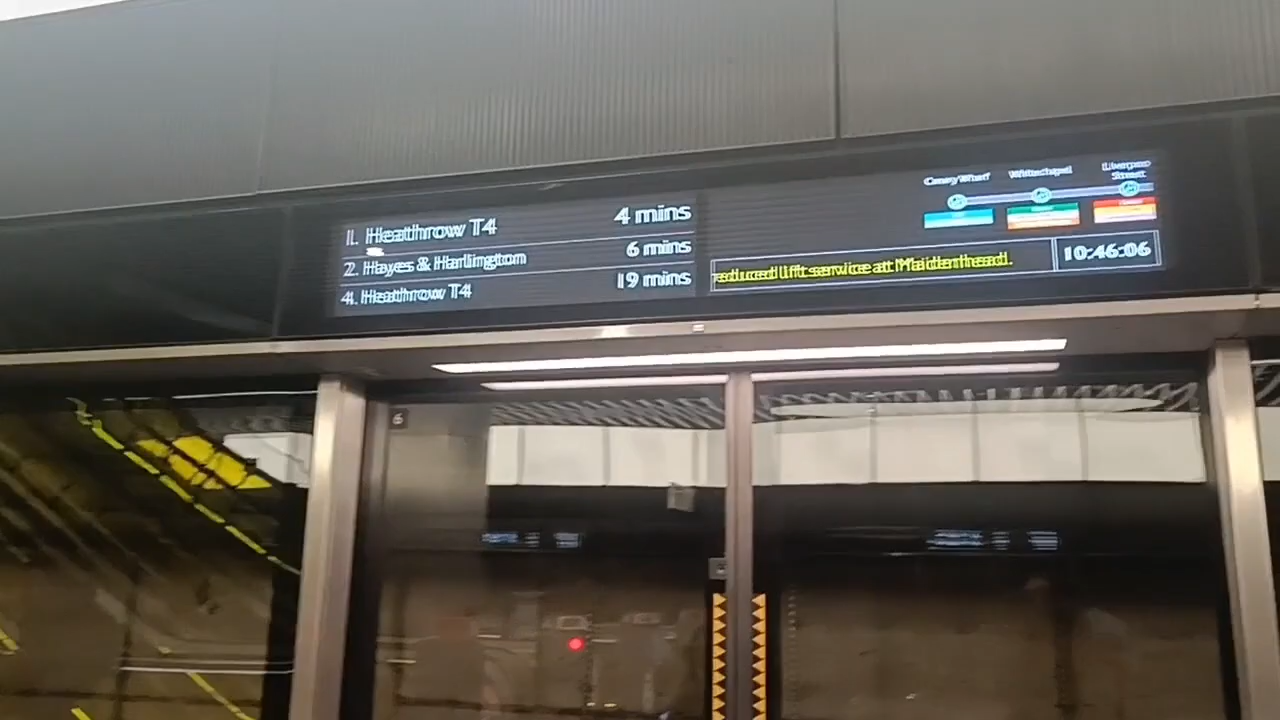 1. Heathrow T4 4 mins
2. Hayes & Harlington 6 mins
4. Heathrow T4 19 mins
Canary Wharf
Whitechapel
Liverpool
Street
educed lift service at Maidenhead.
10:46:06
6